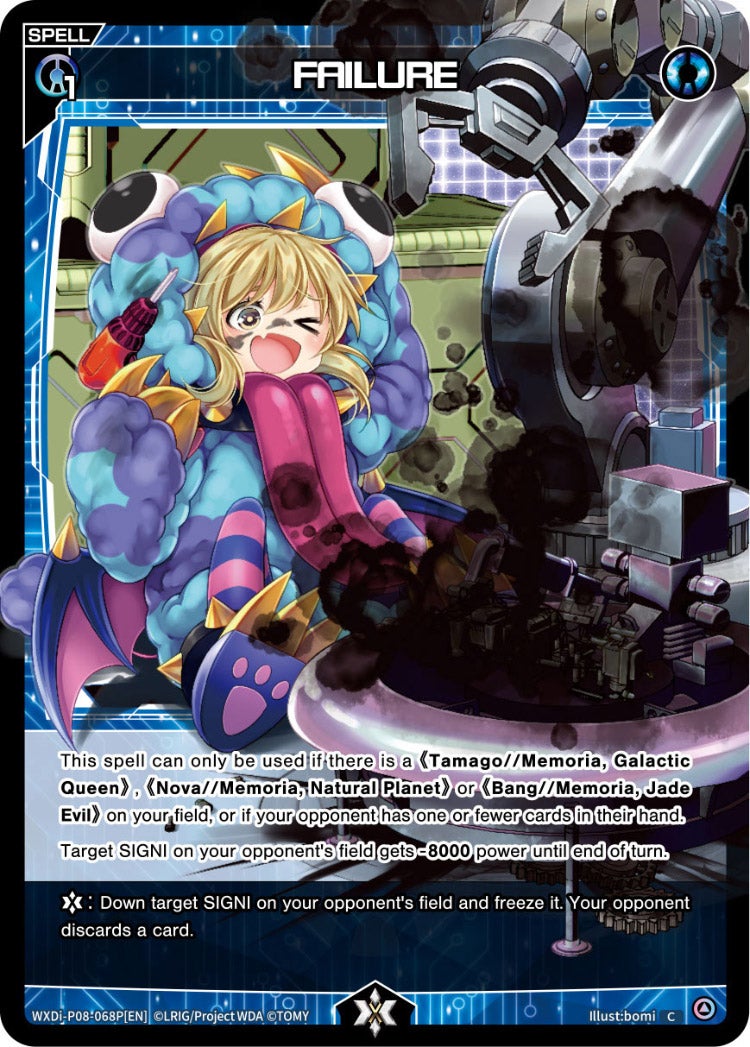 SPELL
1
FAILURE
This spell can only be used if there is a 《Tamago//Memoria, Galactic
Queen》, 《Nova//Memoria, Natural Planet》 or 《Bang//Memoria, Jade
Evil》 on your field, or if your opponent has one or fewer cards in their hand.
Target SIGNI on your opponent's field gets -8000 power until end of turn.
: Down target SIGNI on your opponent's field and freeze it. Your opponent
discards a card.
WXDi-P08-068P[EN] ©LRIG/Project WDA ©TOMY Illust:bomi C